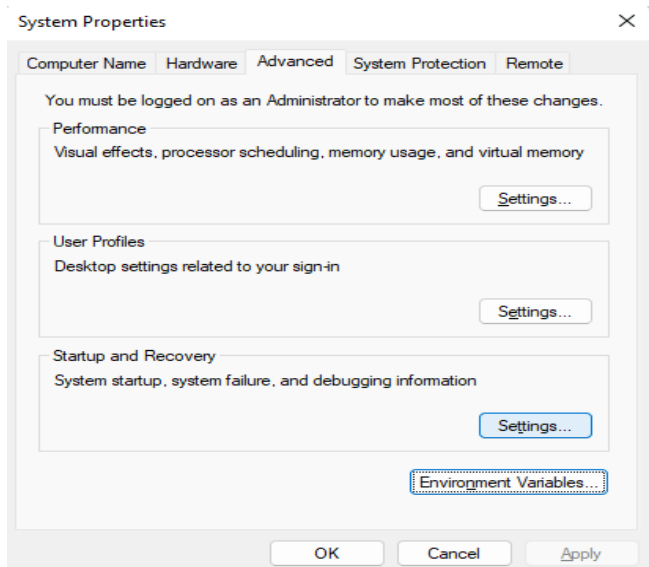 System Properties
Computer Name Hardware Advanced System Protection Remote
You must be logged on as an Administrator to make most of these changes.
Performance
Visual effects, processor scheduling, memory usage, and virtual memory
Settings...
User Profiles
Desktop settings related to your sign-in
Settings...
Startup and Recovery
System startup, system failure, and debugging information
Settings...
Environment Variables...
OK Cancel Apply